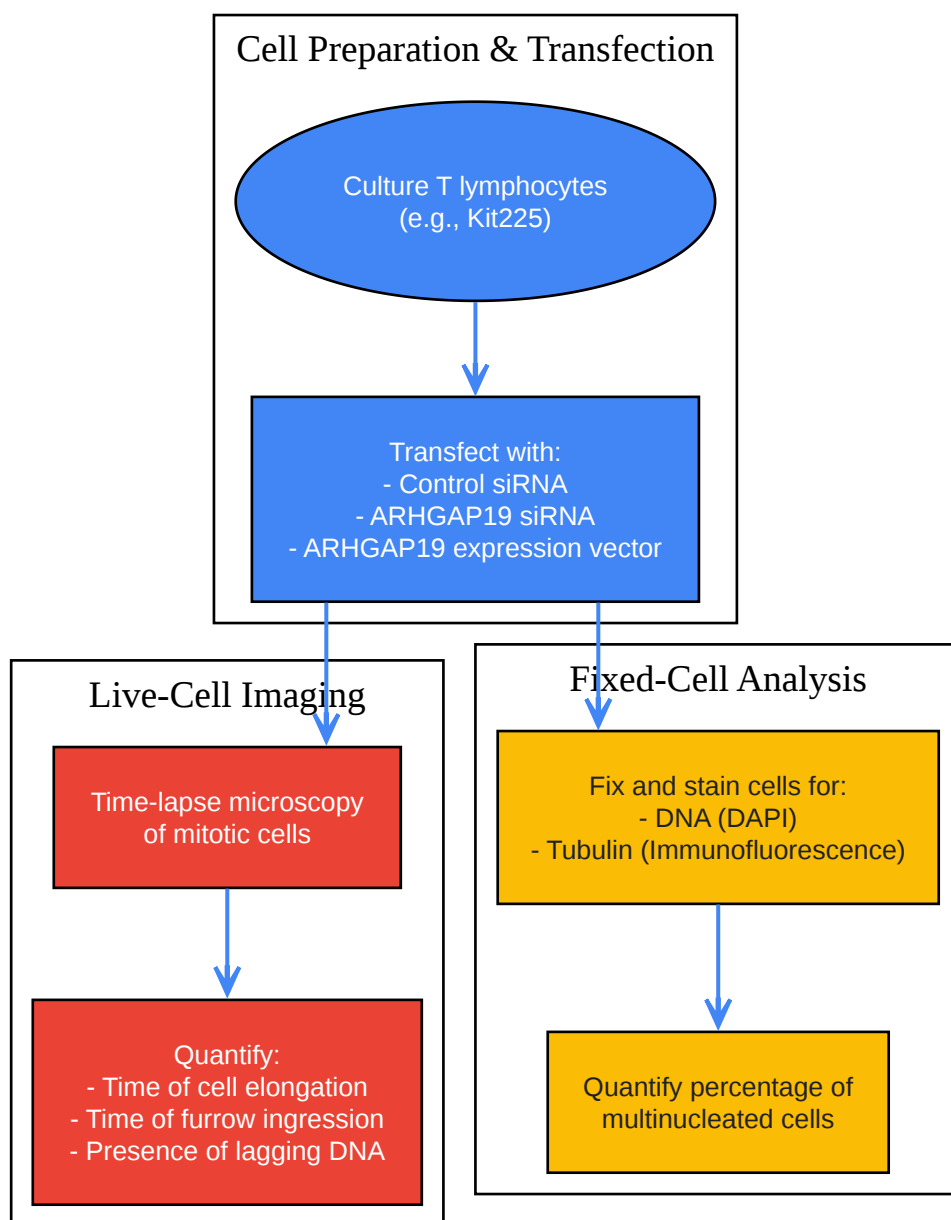 Cell Preparation & Transfection
Culture T lymphocytes
(e.g., Kit225)
Transfect with:
- Control siRNA
- ARHGAP19 siRNA
- ARHGAP19 expression vector
Live-Cell Imaging
Time-lapse microscopy
of mitotic cells
Quantify:
- Time of cell elongation
- Time of furrow ingression
- Presence of lagging DNA
Fixed-Cell Analysis
Fix and stain cells for:
- DNA (DAPI)
- Tubulin (Immunofluorescence)
Quantify percentage of
multinucleated cells